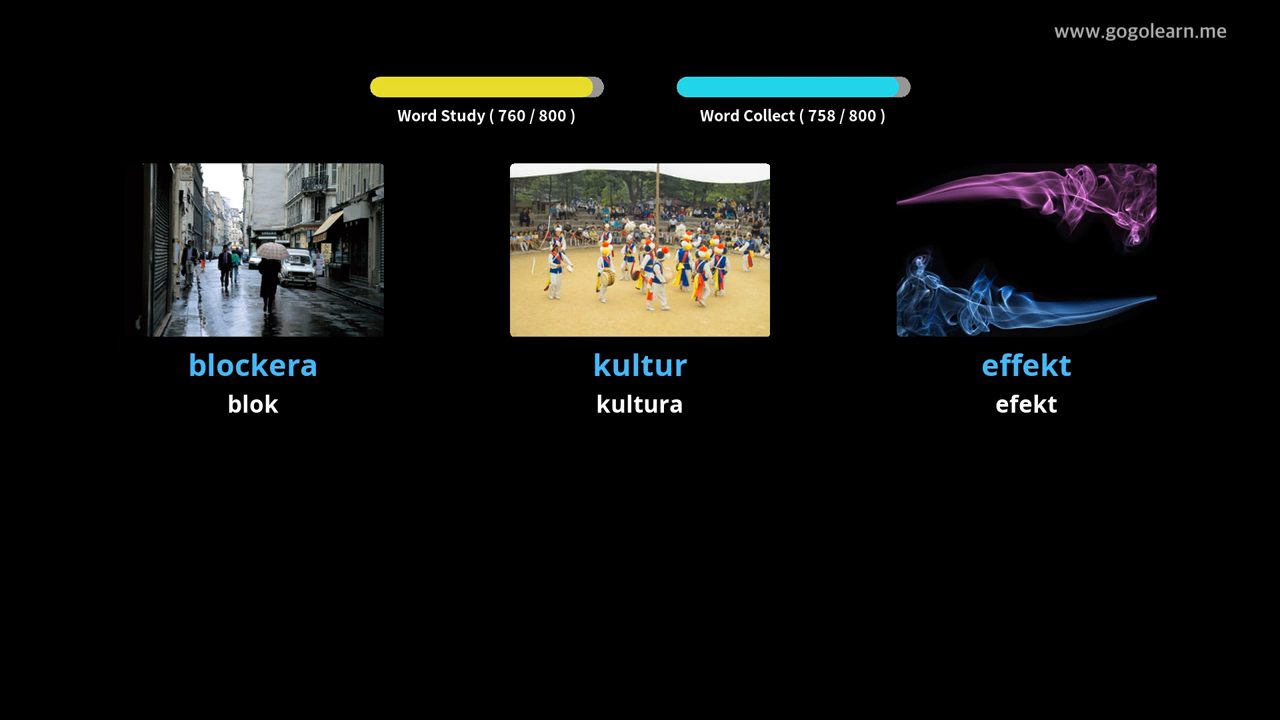 www.gogolearn.me
Word Study ( 760 / 800 )
Word Collect ( 758 / 800 )
blockera
kultur
effekt
blok
kultura
efekt